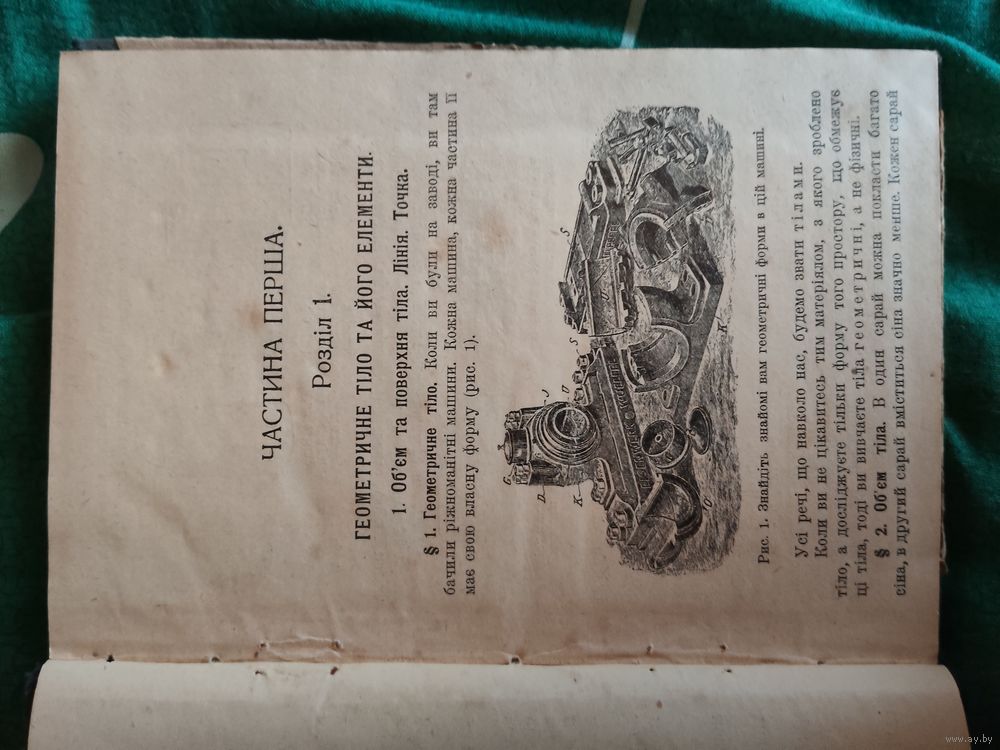 ЧАСТИНА ПЕРША.
Розділ 1.
ГЕОМЕТРИЧНЕ ТІЛО ТА ЙОГО ЕЛЕМЕНТИ.
1. Об'єм та поверхня тіла. Лінія. Точка.
§ 1. Геометричне тіло. Коли ви були на заводі, ви там
бачили ріжноманітні машини. Кожна машина, кожна частина її
має свою власну форму (рис. 1).
Рис. 1. Знайдіть знайомі вам геометричні форми в цій машині.
Усі речі, що навколо нас, будемо звати тілами.
Коли ви не цікавитесь тим матеріялом, з якого зроблено
тіло, а досліджуєте тільки форму того простору, що обмежує
ці тіла, тоді ви вивчаєте тіла геометричні, а не фізичні.
§ 2. Об'єм тіла. В один сарай можна покласти багато
сіна, в другий сарай вміститься сіна значно менше. Кожен сарай
www.ay.by